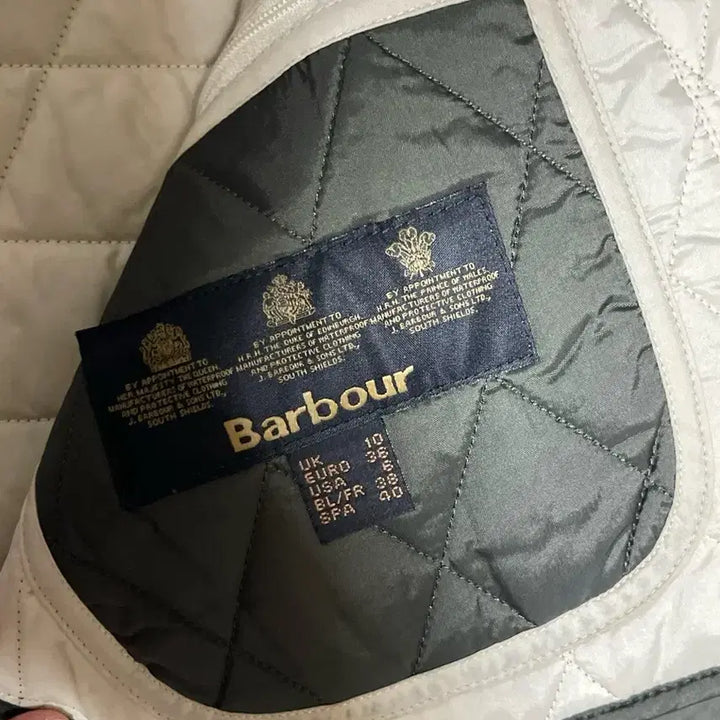 BY APPOINTMENT TO
HER MAJESTY THE QUEEN
MANUFACTURERS OF WATERPROOF
AND PROTECTIVE CLOTHING
J. BARBOUR & SONS LTD.,
SOUTH SHIELDS.
BY APPOINTMENT TO
H.R.H. THE DUKE OF EDINBURGH
MANUFACTURERS OF WATERPROOF
AND PROTECTIVE CLOTHING
J. BARBOUR & SONS LTD.,
SOUTH SHIELDS.
BY APPOINTMENT TO
H.R.H. THE PRINCE OF WALES
MANUFACTURERS OF WATERPROOF
AND PROTECTIVE CLOTHING
J. BARBOUR & SONS LTD.,
SOUTH SHIELDS.
Barbour
UK 10
EURO 36
USA 6
BL/FR 38
SPA 40